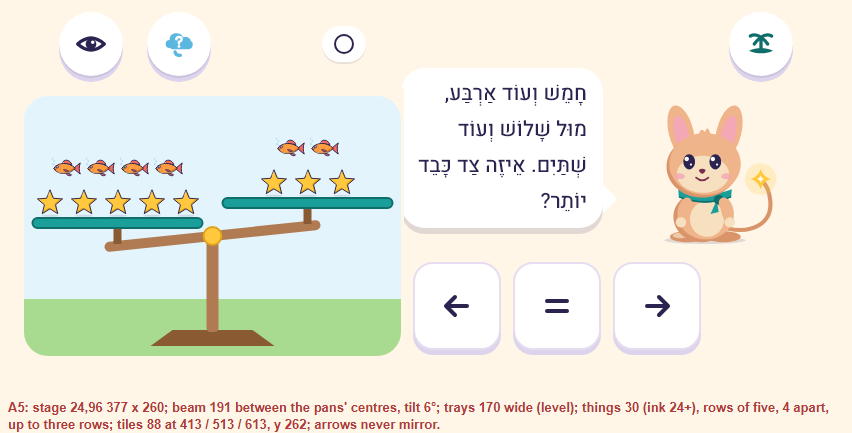 חָמֵשׁ וְעוֹד אַרְבַּע,
מוּל שָׁלוֹשׁ וְעוֹד
שְׁתַּיִם. אֵיזֶה צַד כָּבֵד
יוֹתֵר?
A5: stage 24,96 377 x 260; beam 191 between the pans' centres, tilt 6°; trays 170 wide (level); things 30 (ink 24+), rows of five, 4 apart,
up to three rows; tiles 88 at 413 / 513 / 613, y 262; arrows never mirror.